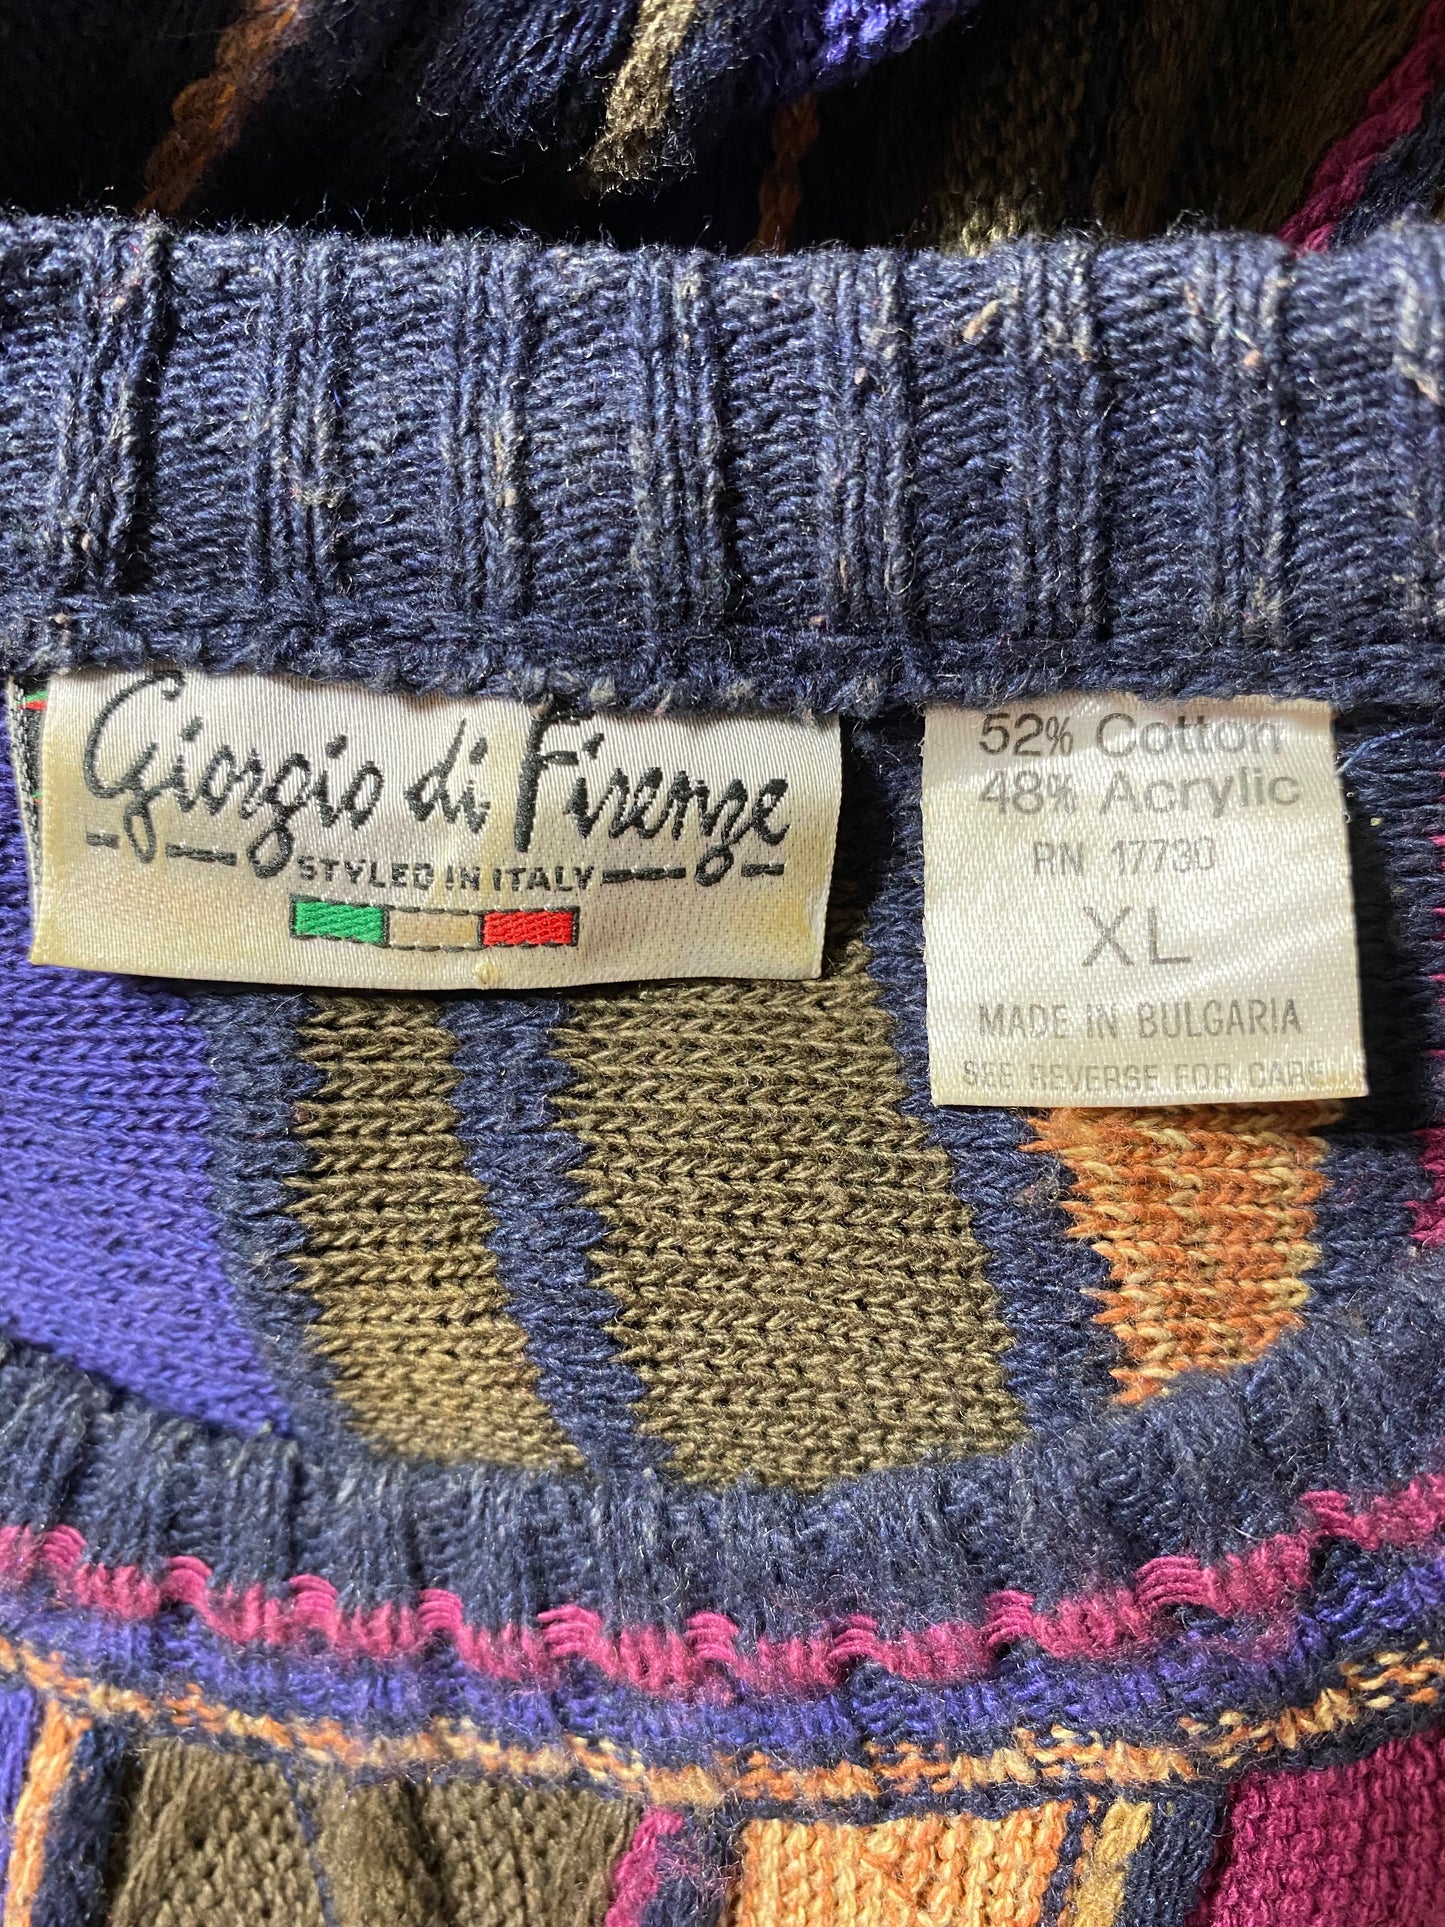 Giorgio di Firenze
STYLED IN ITALY
52% Cotton
48% Acrylic
RN 17730
XL
MADE IN BULGARIA
SEE REVERSE FOR CARE